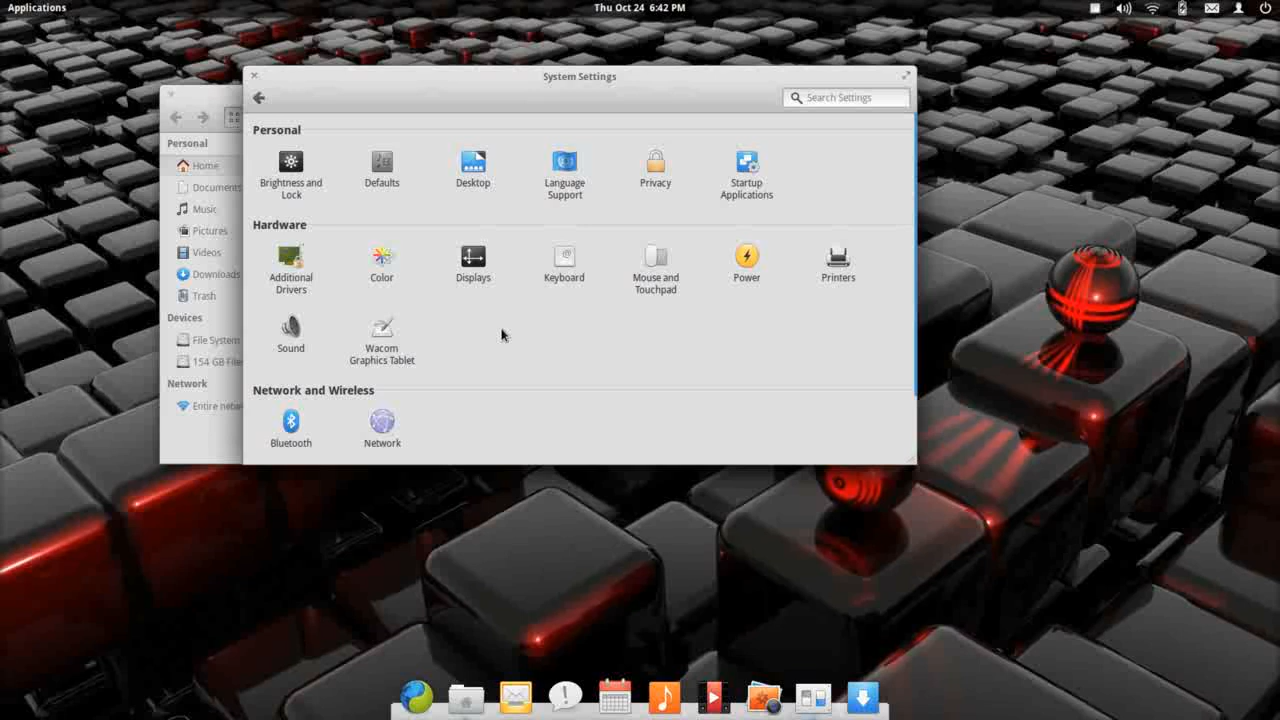 Applications
Thu Oct 24 6:42 PM
System Settings
Search Settings
Personal
Home
Documents
Music
Pictures
Videos
Downloads
Trash
Devices
File System
154 GB File
Network
Entire netw
Personal
Brightness and
Lock
Defaults
Desktop
Language
Support
Privacy
Startup
Applications
Hardware
Additional
Drivers
Color
Displays
Keyboard
Mouse and
Touchpad
Power
Printers
Sound
Wacom
Graphics Tablet
Network and Wireless
Bluetooth
Network